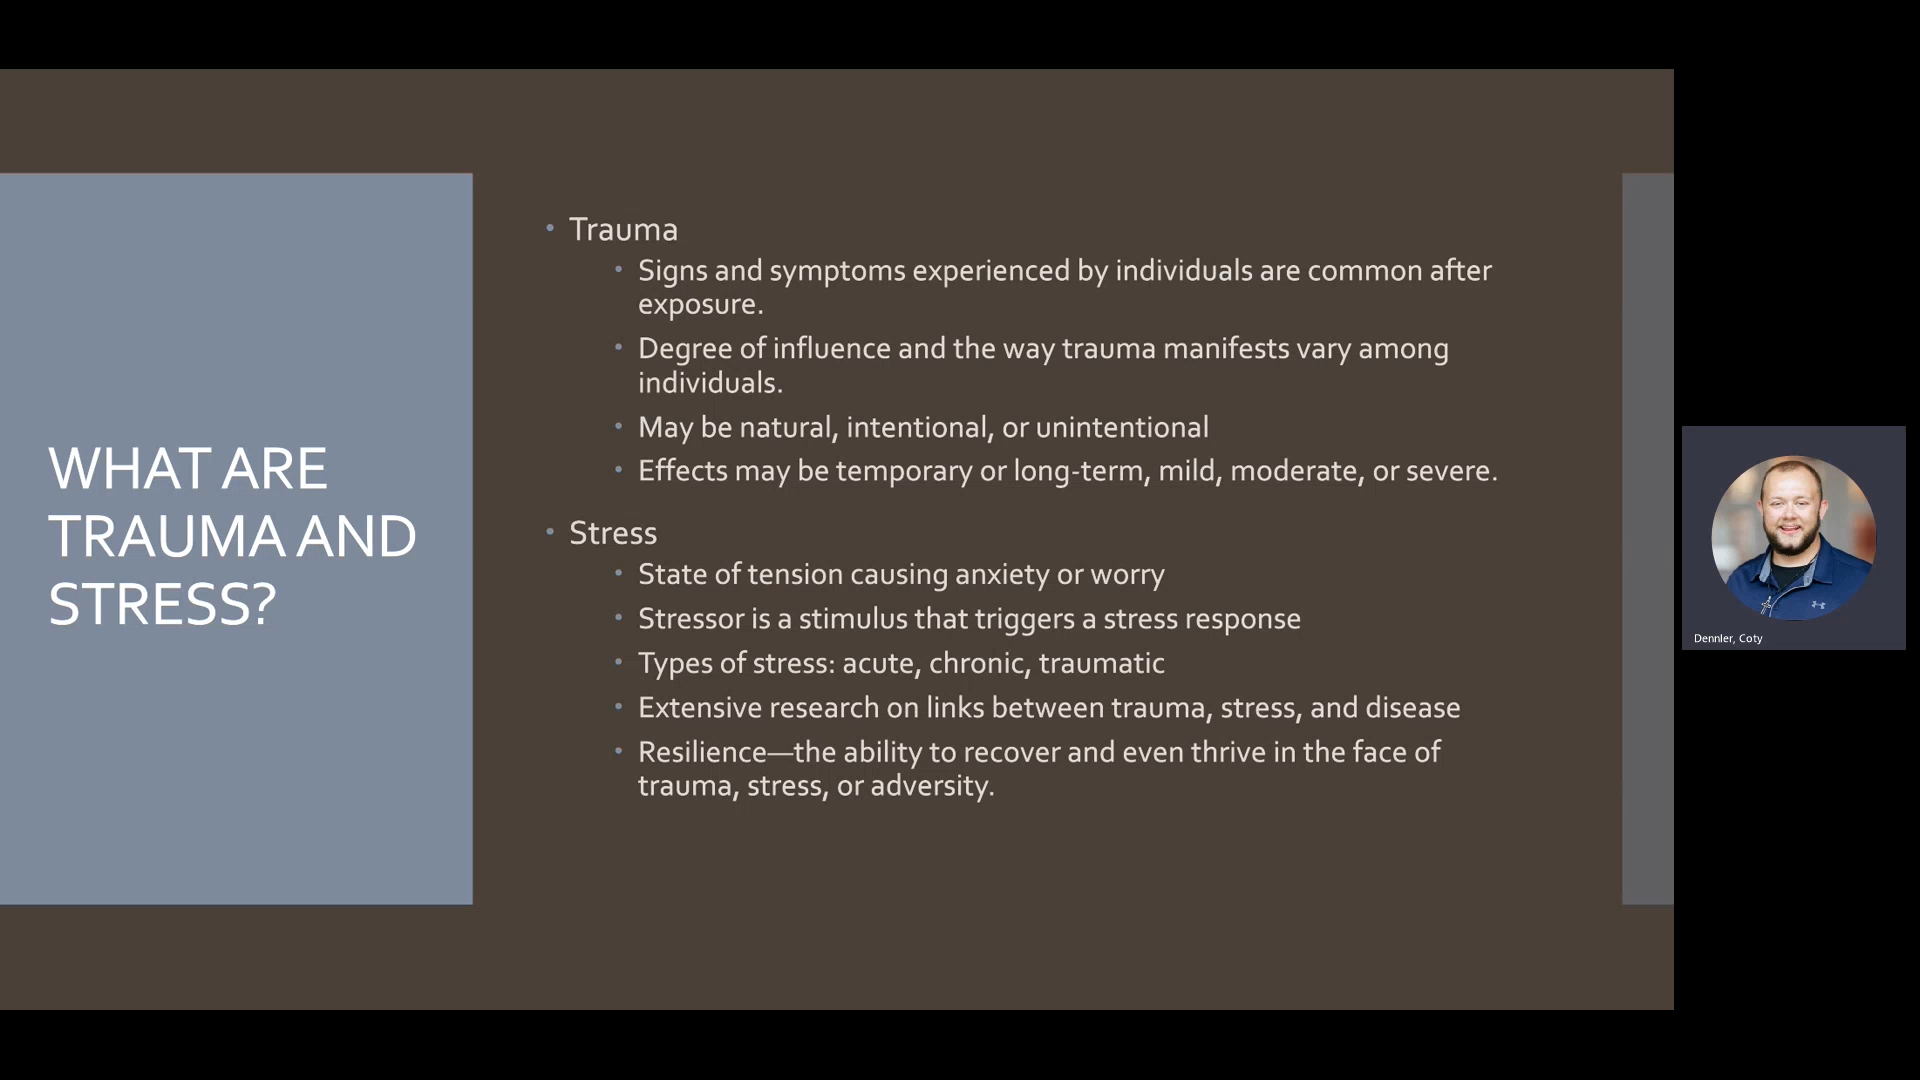 WHAT ARE
TRAUMA AND
STRESS?
• Trauma
• Signs and symptoms experienced by individuals are common after
exposure.
• Degree of influence and the way trauma manifests vary among
individuals.
• May be natural, intentional, or unintentional
• Effects may be temporary or long-term, mild, moderate, or severe.
• Stress
• State of tension causing anxiety or worry
• Stressor is a stimulus that triggers a stress response
• Types of stress: acute, chronic, traumatic
• Extensive research on links between trauma, stress, and disease
• Resilience—the ability to recover and even thrive in the face of
trauma, stress, or adversity.
Dennler, Coty